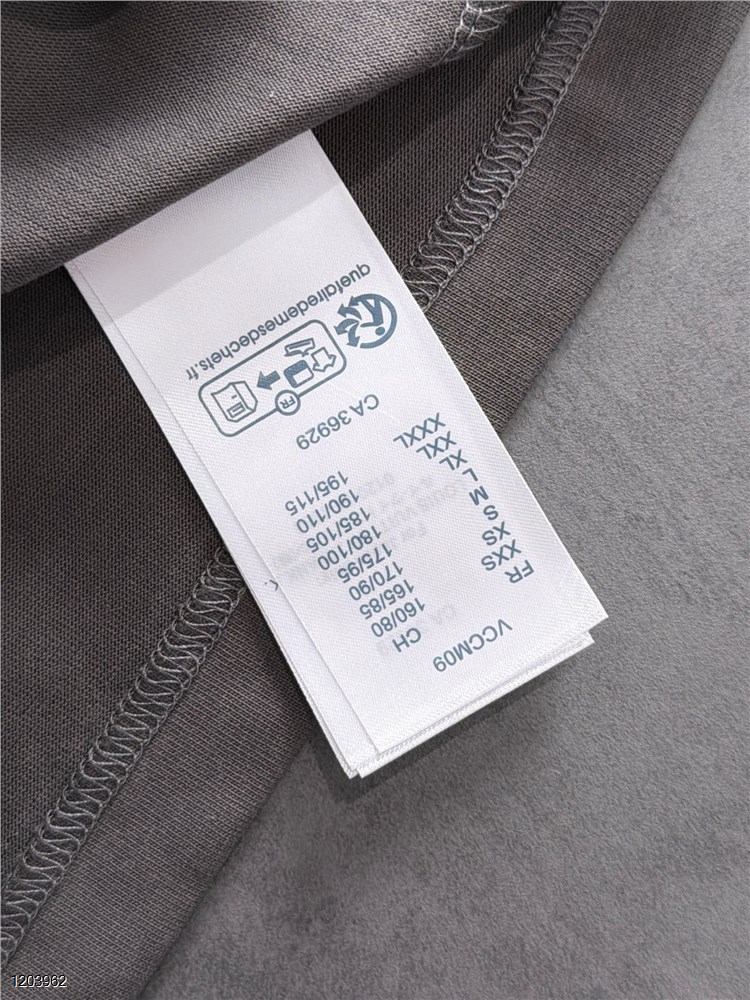 VCCM09
FR CH
XXS 160/80
XS 165/85
S 170/90
M 175/95
L 180/100
XL 185/105
XXL 190/110
XXXL 195/115
CA 36929
FR
quefairedemesdechets.fr
1203962